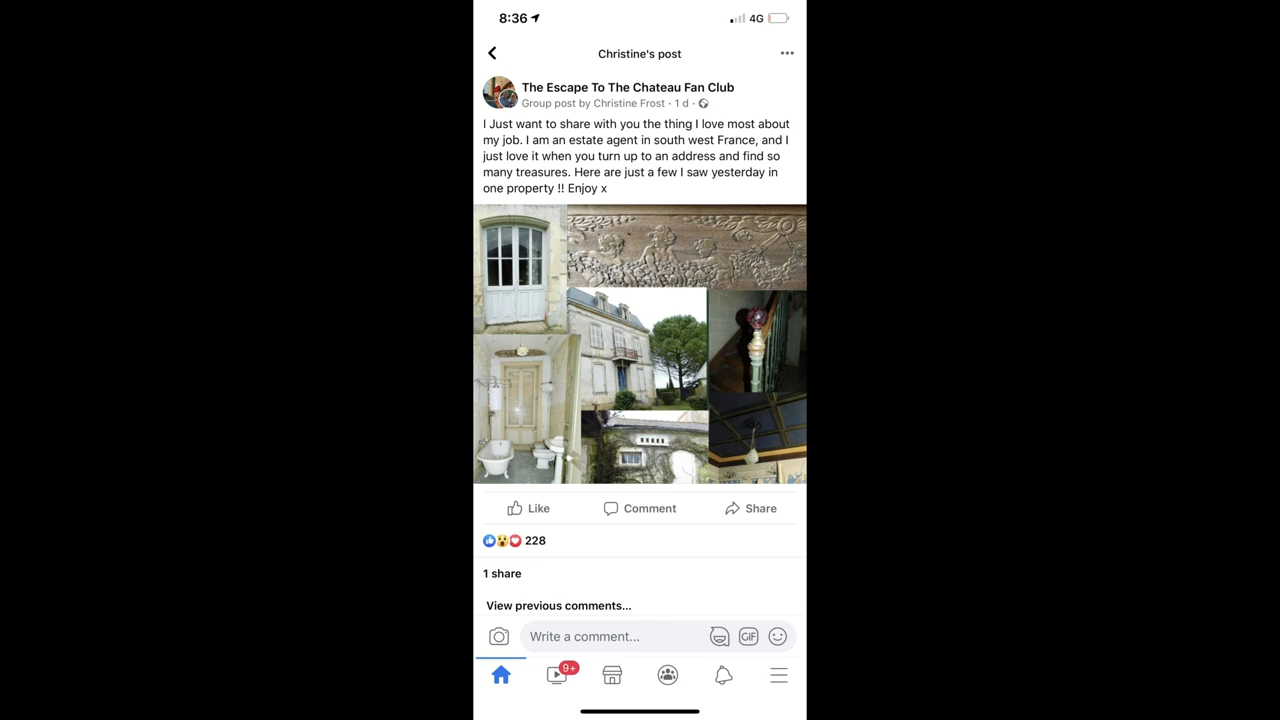 8:36
4G
Christine's post
The Escape To The Chateau Fan Club
Group post by Christine Frost · 1 d ·
I Just want to share with you the thing I love most about
my job. I am an estate agent in south west France, and I
just love it when you turn up to an address and find so
many treasures. Here are just a few I saw yesterday in
one property !! Enjoy x
Like Comment Share
228
1 share
View previous comments...
Write a comment...
GIF
9+